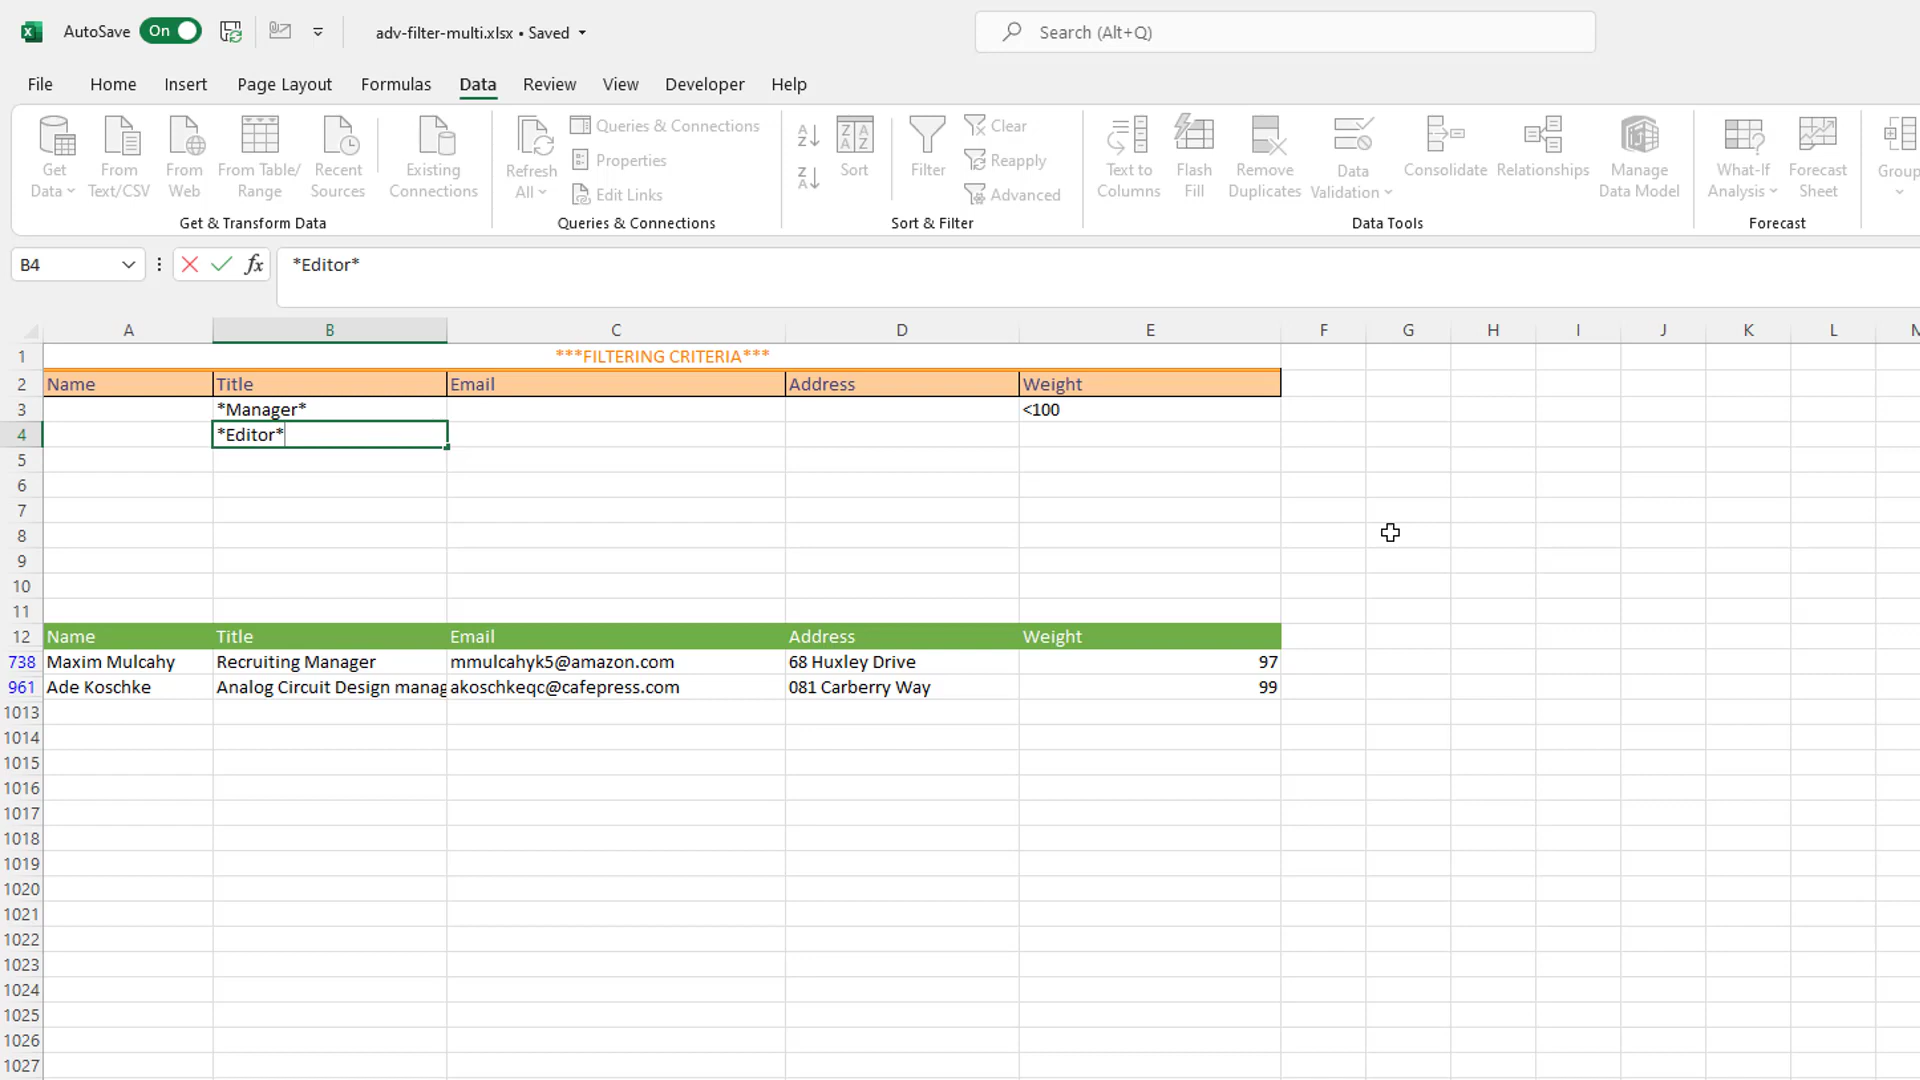 AutoSave On adv-filter-multi.xlsx • Saved Search (Alt+Q)
File Home Insert Page Layout Formulas Data Review View Developer Help
Get Data
From Text/CSV
From Web
From Table/ Range
Recent Sources
Existing Connections
Get & Transform Data
Refresh All
Queries & Connections
Properties
Edit Links
Queries & Connections
Sort
Filter
Clear
Reapply
Advanced
Sort & Filter
Text to Columns
Flash Fill
Remove Duplicates
Data Validation
Consolidate
Relationships
Manage Data Model
Data Tools
What-If Analysis
Forecast Sheet
Forecast
Group
B4 fx *Editor*
A B C D E F G H I J K L
1 ***FILTERING CRITERIA***
2 Name Title Email Address Weight
3 *Manager* <100
4 *Editor*
5
6
7
8
9
10
11
12 Name Title Email Address Weight
738 Maxim Mulcahy Recruiting Manager mmulcahyk5@amazon.com 68 Huxley Drive 97
961 Ade Koschke Analog Circuit Design manag akoschkeqc@cafepress.com 081 Carberry Way 99
1013
1014
1015
1016
1017
1018
1019
1020
1021
1022
1023
1024
1025
1026
1027